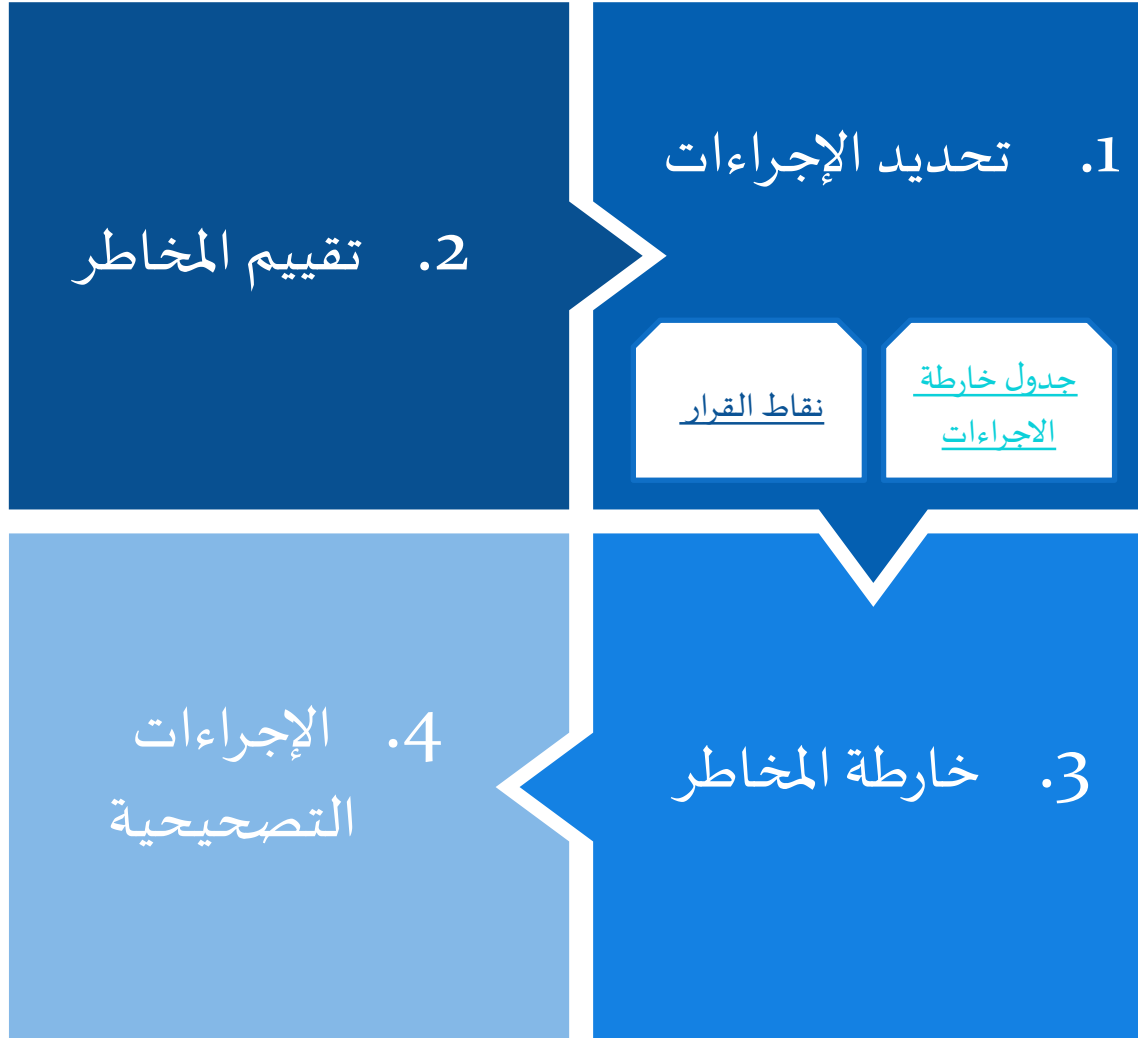 1. تحديد الإجراءات
جدول خارطة
الاجراءات
نقاط القرار
2. تقييم المخاطر
3. خارطة المخاطر
4. الإجراءات
التصحيحية